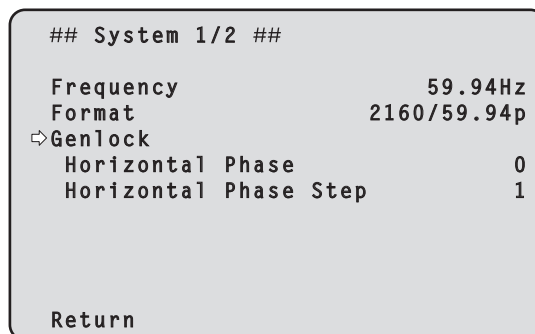 ## System 1/2 ##
Frequency 59.94Hz
Format 2160/59.94p
⇨Genlock
Horizontal Phase 0
Horizontal Phase Step 1
Return